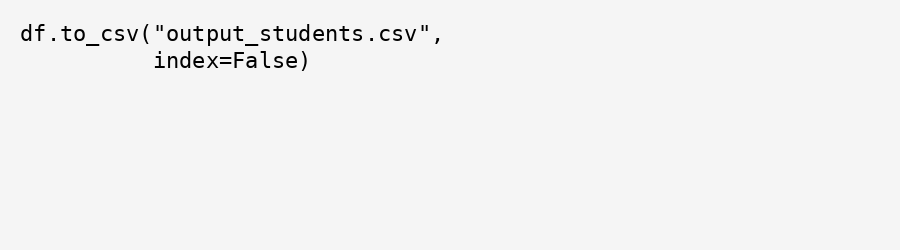 df.to_csv("output_students.csv",
          index=False)